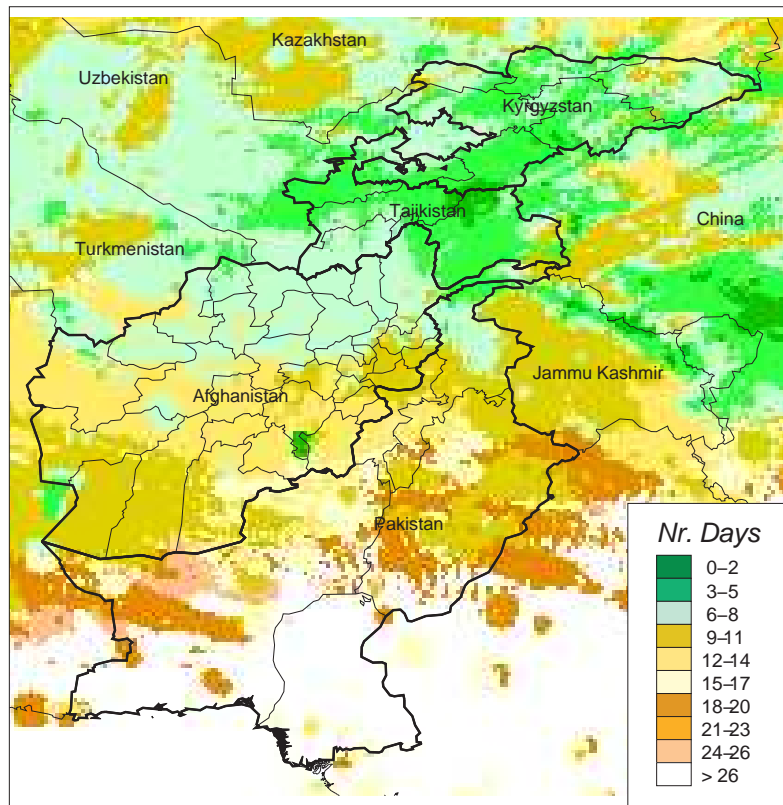 Kazakhstan
Uzbekistan
Kyrgyzstan
Tajikistan
China
Turkmenistan
Jammu Kashmir
Afghanistan
Pakistan
Nr. Days
0–2
3–5
6–8
9–11
12–14
15–17
18–20
21–23
24–26
> 26